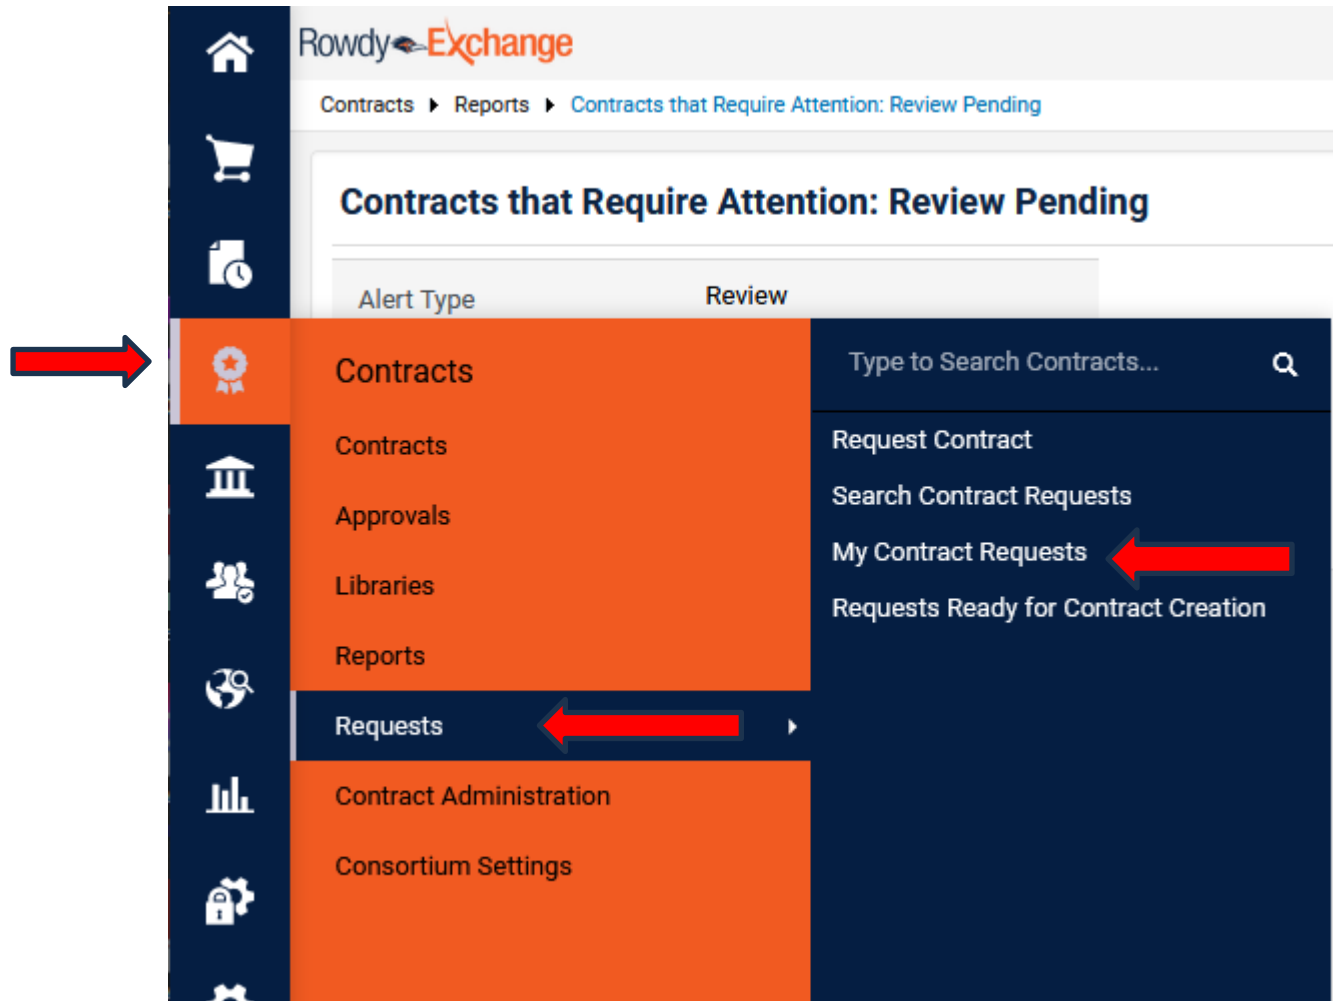 Rowdy Exchange
Contracts Reports Contracts that Require Attention: Review Pending
Contracts that Require Attention: Review Pending
Alert Type Review
Contracts
Contracts
Approvals
Libraries
Reports
Requests
Contract Administration
Consortium Settings
Type to Search Contracts...
Request Contract
Search Contract Requests
My Contract Requests
Requests Ready for Contract Creation